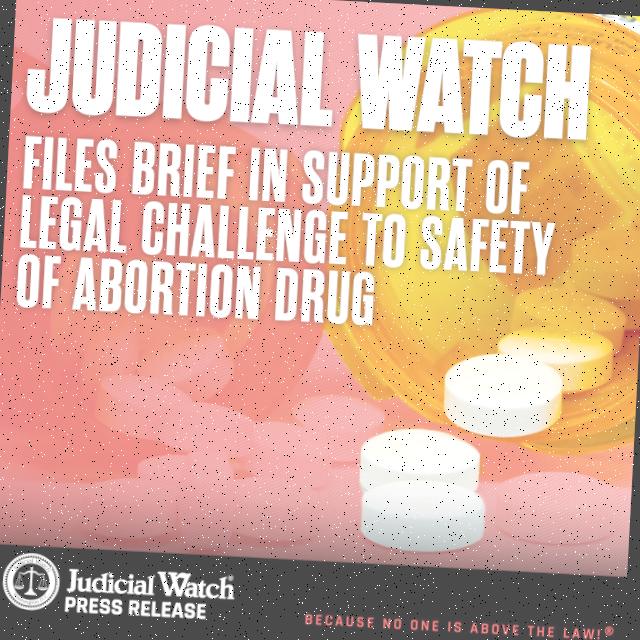 JUDICIAL WATCH
FILES BRIEF IN SUPPORT OF
LEGAL CHALLENGE TO SAFETY
OF ABORTION DRUG
Judicial Watch®
PRESS RELEASE
BECAUSE NO ONE IS ABOVE THE LAW!®